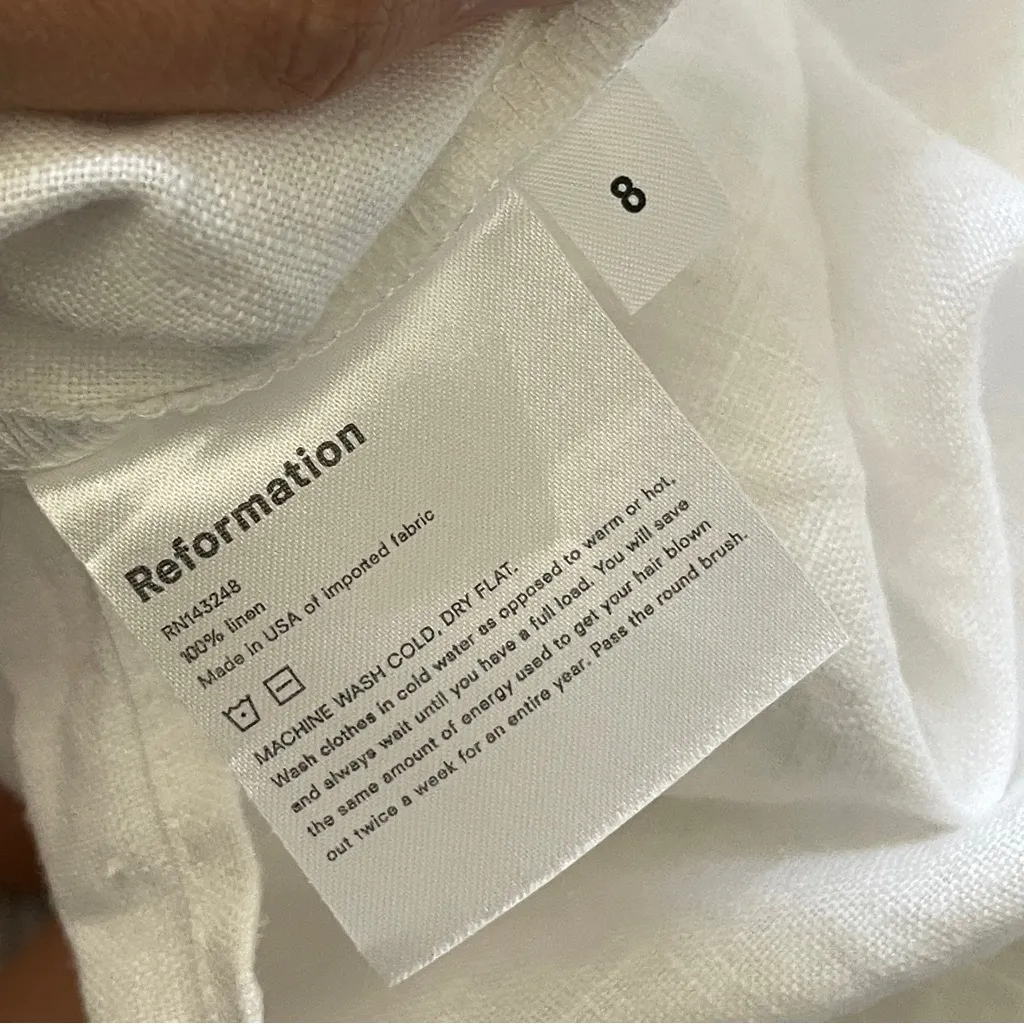 8
Reformation
RN143248
100% linen
Made in USA of imported fabric
MACHINE WASH COLD, DRY FLAT.
Wash clothes in cold water as opposed to warm or hot,
and always wait until you have a full load. You will save
the same amount of energy used to get your hair blown
out twice a week for an entire year. Pass the round brush.